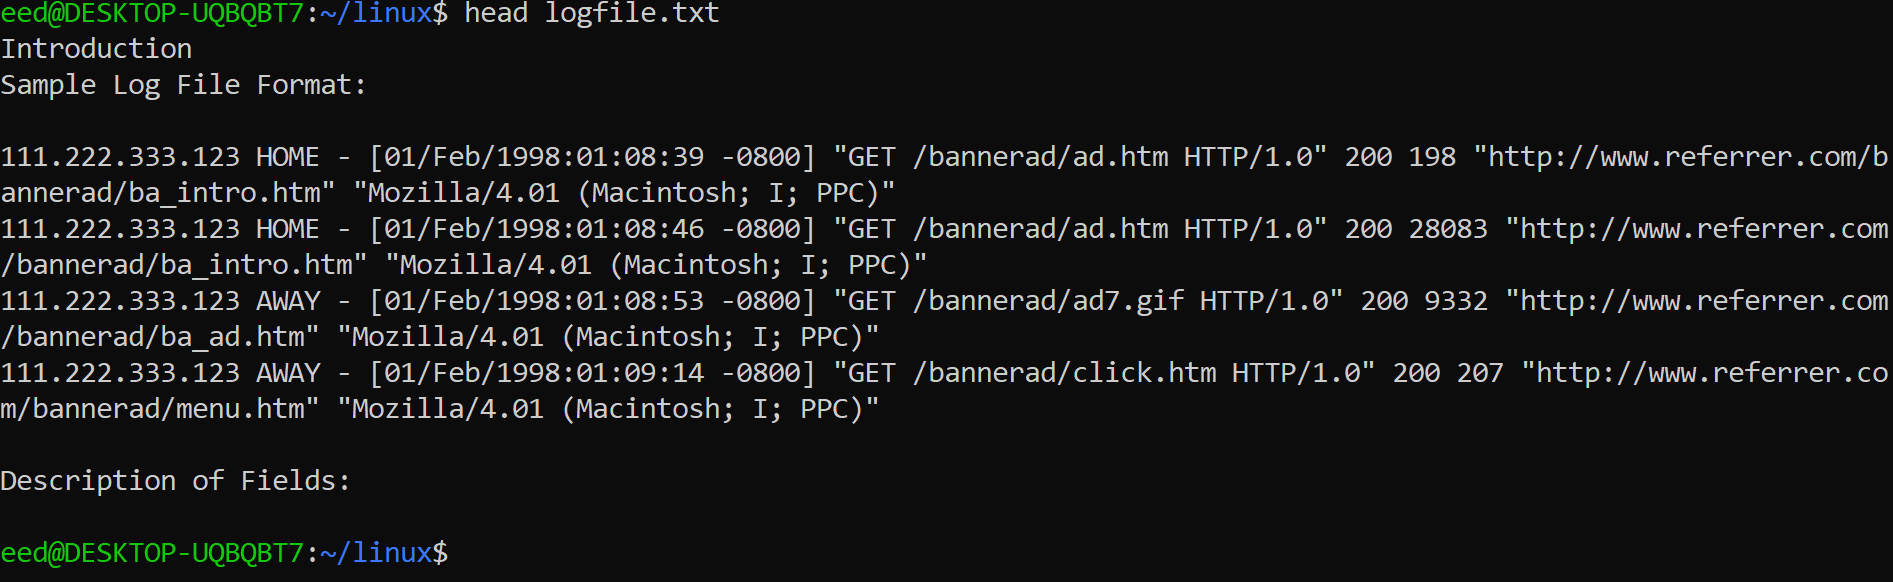 eed@DESKTOP-UQBQBT7:~/linux$ head logfile.txt
Introduction
Sample Log File Format:

111.222.333.123 HOME - [01/Feb/1998:01:08:39 -0800] "GET /bannerad/ad.htm HTTP/1.0" 200 198 "http://www.referrer.com/b
annerad/ba_intro.htm" "Mozilla/4.01 (Macintosh; I; PPC)"
111.222.333.123 HOME - [01/Feb/1998:01:08:46 -0800] "GET /bannerad/ad.htm HTTP/1.0" 200 28083 "http://www.referrer.com
/bannerad/ba_intro.htm" "Mozilla/4.01 (Macintosh; I; PPC)"
111.222.333.123 AWAY - [01/Feb/1998:01:08:53 -0800] "GET /bannerad/ad7.gif HTTP/1.0" 200 9332 "http://www.referrer.com
/bannerad/ba_ad.htm" "Mozilla/4.01 (Macintosh; I; PPC)"
111.222.333.123 AWAY - [01/Feb/1998:01:09:14 -0800] "GET /bannerad/click.htm HTTP/1.0" 200 207 "http://www.referrer.co
m/bannerad/menu.htm" "Mozilla/4.01 (Macintosh; I; PPC)"

Description of Fields:

eed@DESKTOP-UQBQBT7:~/linux$